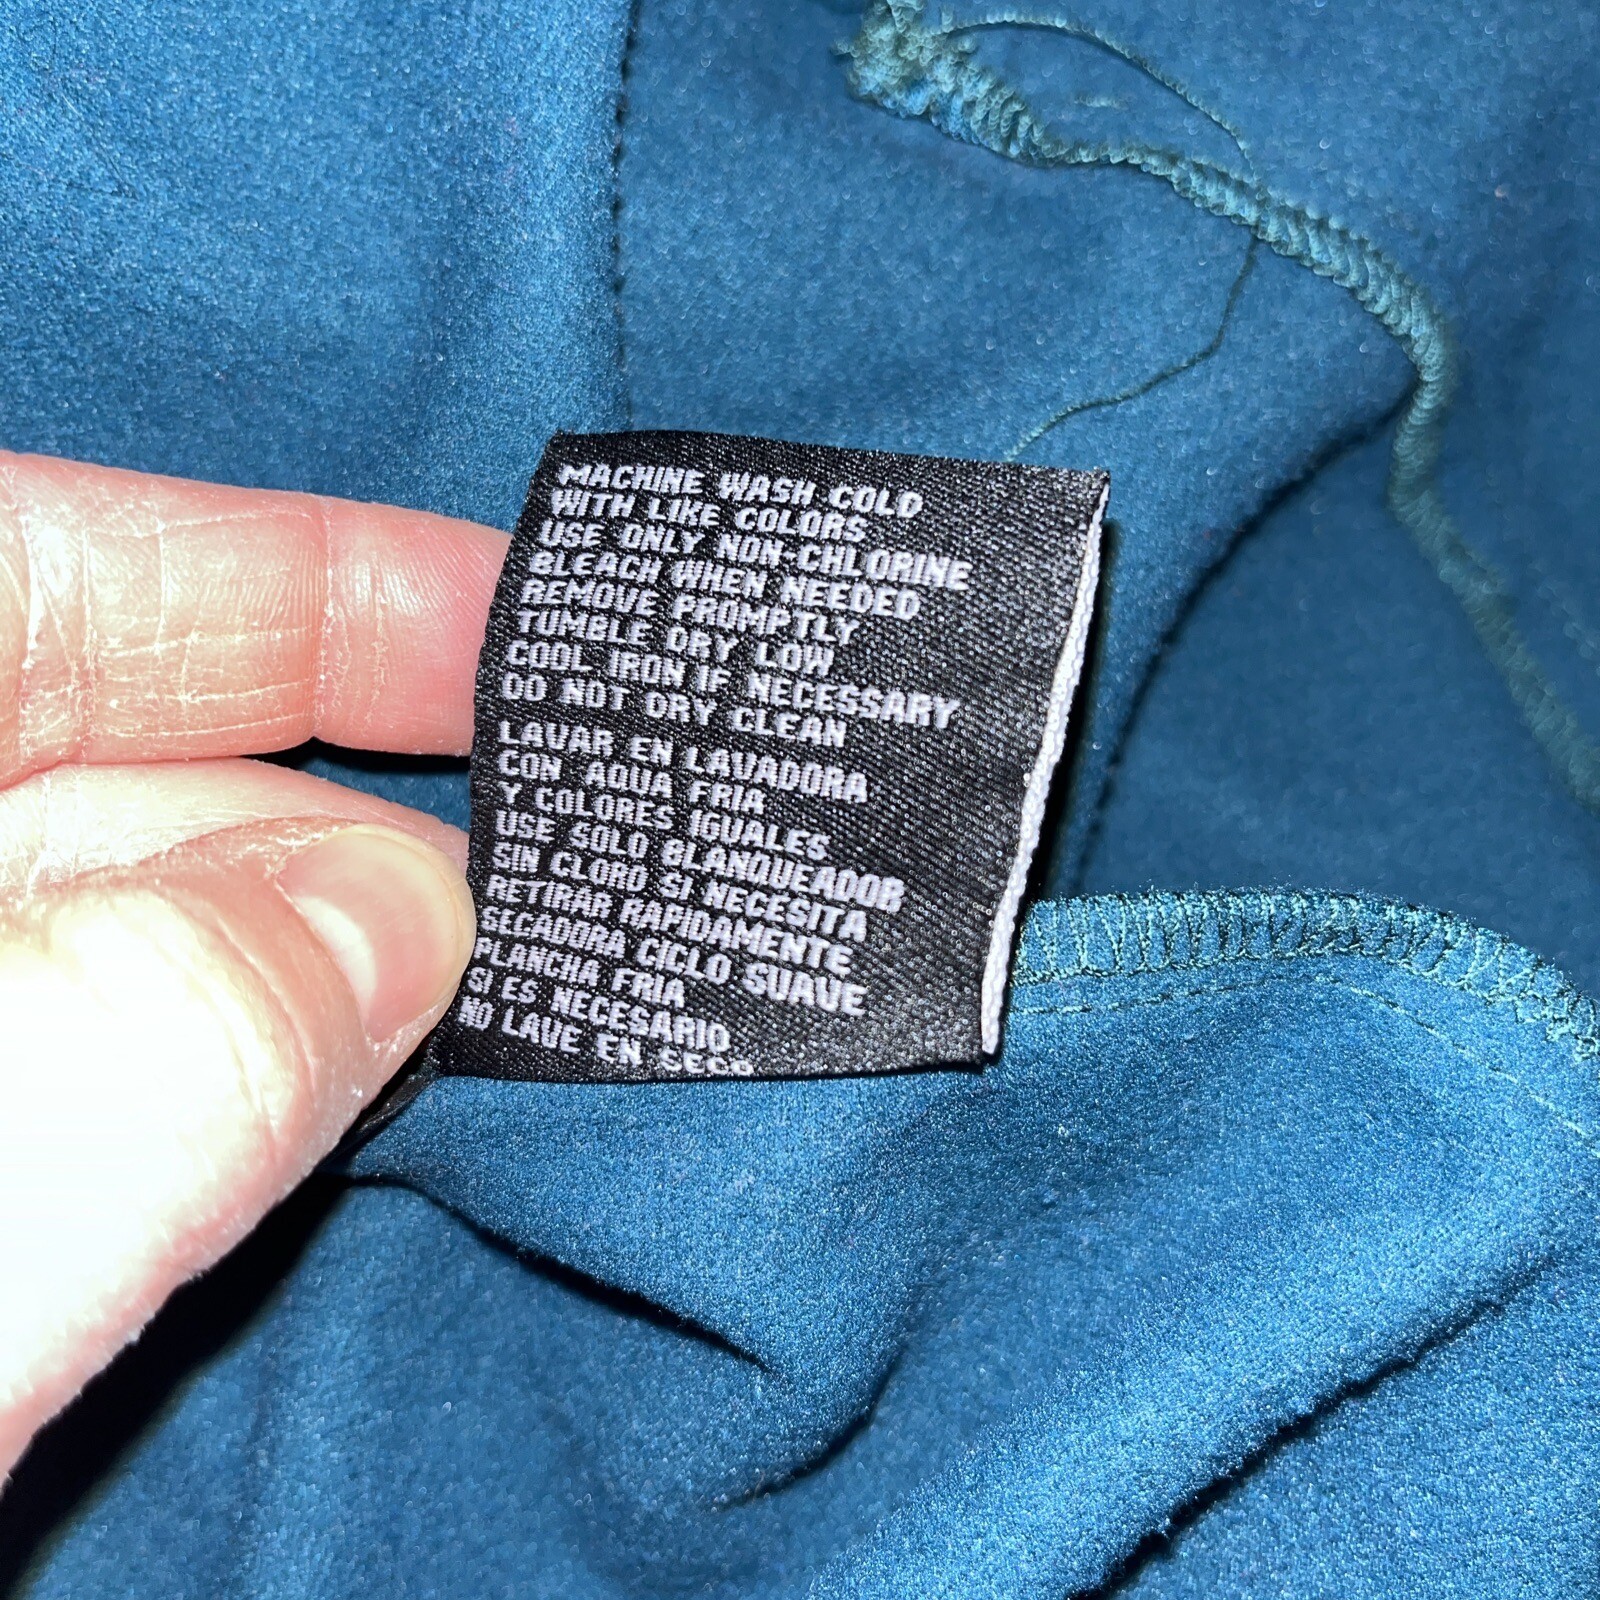 MACHINE WASH COLD
WITH LIKE COLORS
USE ONLY NON-CHLORINE
BLEACH WHEN NEEDED
REMOVE PROMPTLY
TUMBLE DRY LOW
COOL IRON IF NECESSARY
DO NOT DRY CLEAN
LAVAR EN LAVADORA
CON AQUA FRIA
Y COLORES IGUALES
USE SOLO BLANQUEADOR
SIN CLORO SI NECESITA
RETIRAR RAPIDAMENTE
SECADORA CICLO SUAVE
PLANCHA FRIA
SI ES NECESARIO
NO LAVE EN SECO